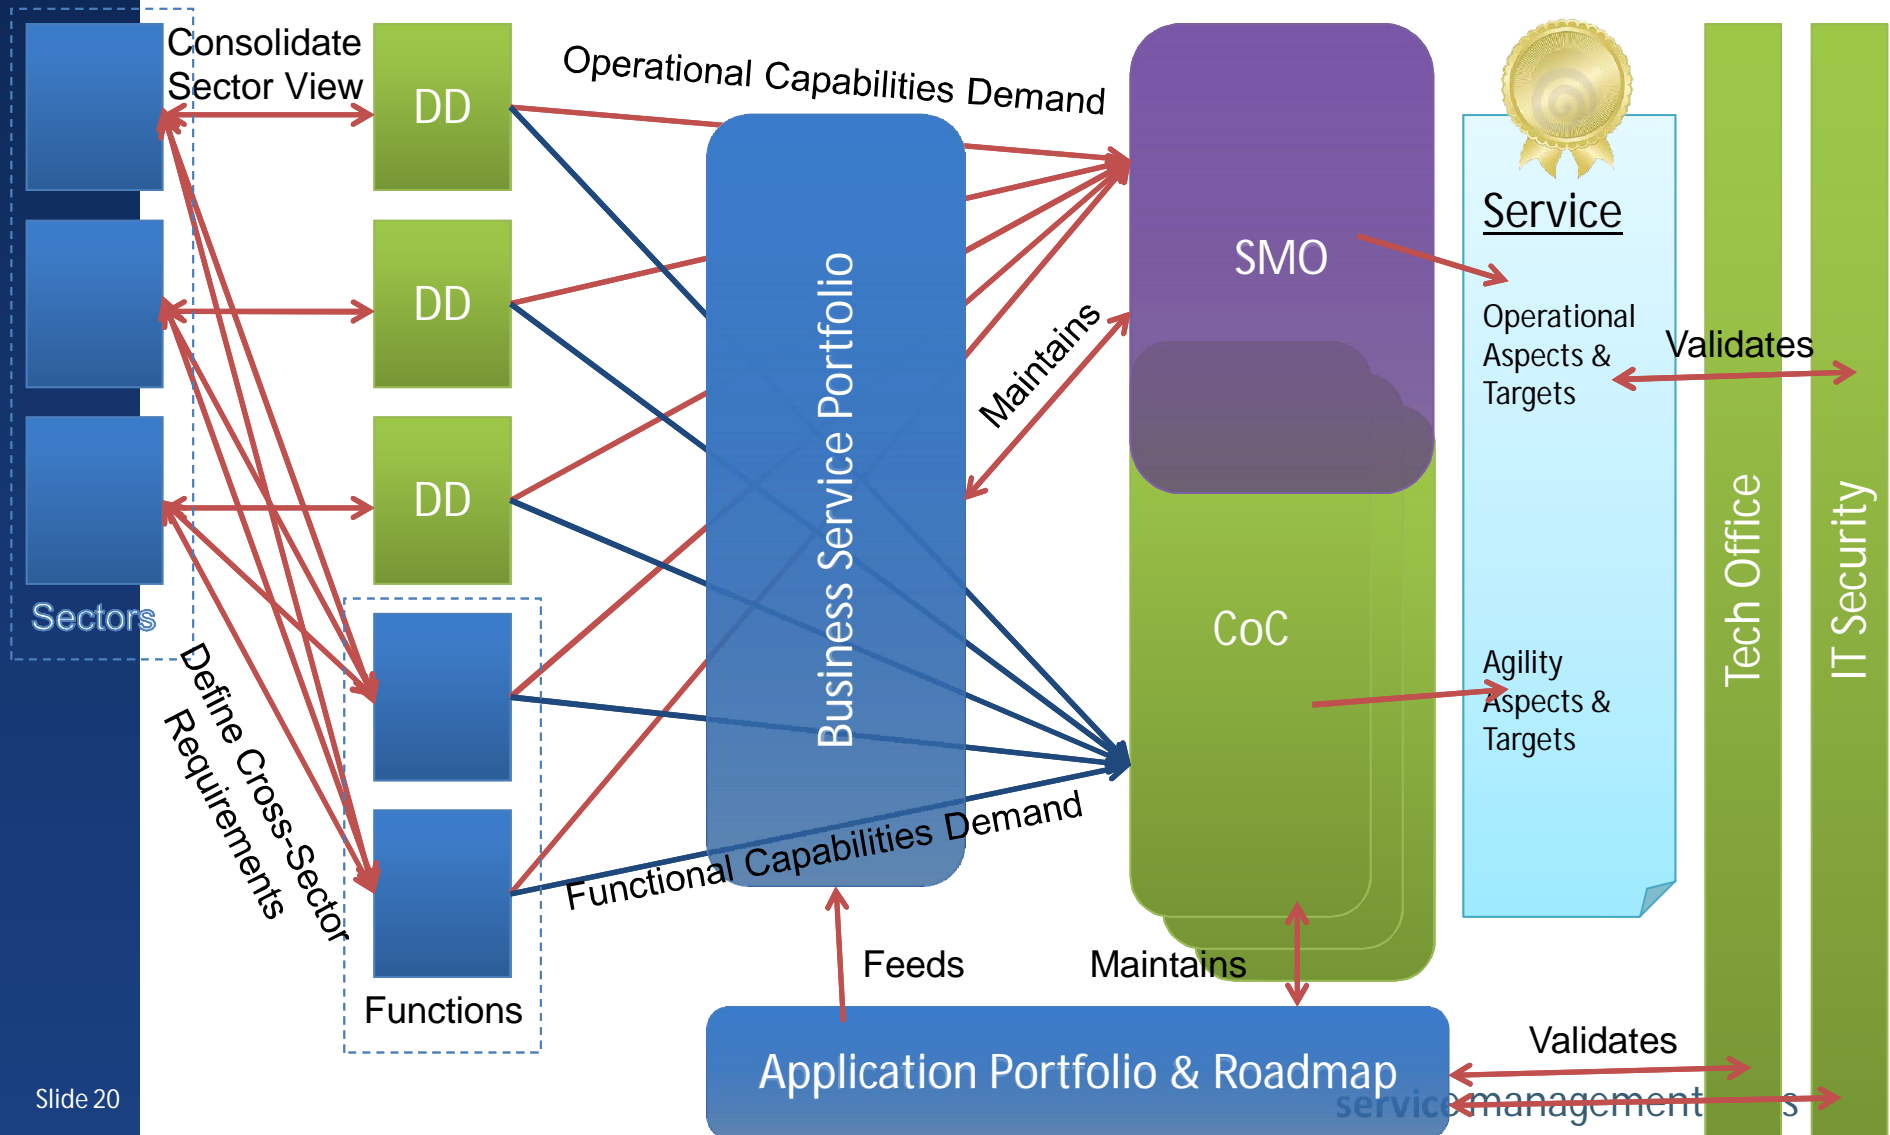 Consolidate
Sector View
DD
DD
DD
Sectors
Define Cross-Sector
Requirements
Functions
Operational Capabilities Demand
Business Service Portfolio
Maintains
Functional Capabilities Demand
SMO
CoC
Service
Operational
Aspects &
Targets
Validates
Agility
Aspects &
Targets
Tech Office
IT Security
Feeds
Maintains
Application Portfolio & Roadmap
Validates
service management
Slide 20